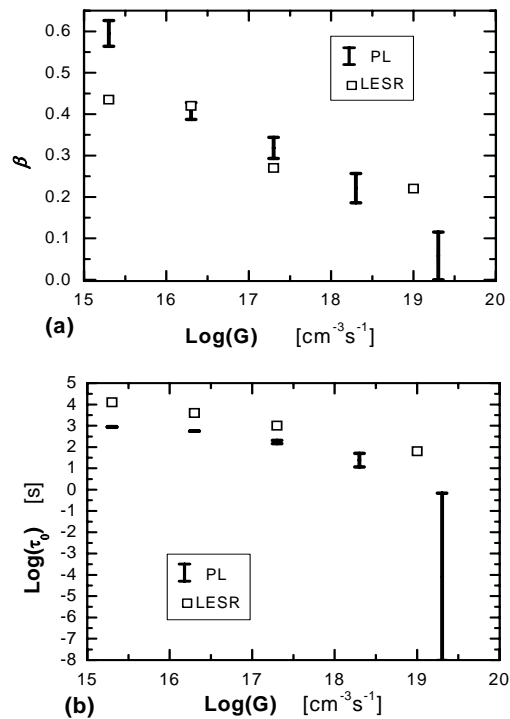 0.6
0.5
0.4
0.3
0.2
0.1
0.0
β
PL
LESR
15 16 17 18 19 20
(a) Log(G) [cm⁻³s⁻¹]
5
4
3
2
1
0
-1
-2
-3
-4
-5
-6
-7
-8
Log(τ₀) [s]
PL
LESR
15 16 17 18 19 20
(b) Log(G) [cm⁻³s⁻¹]